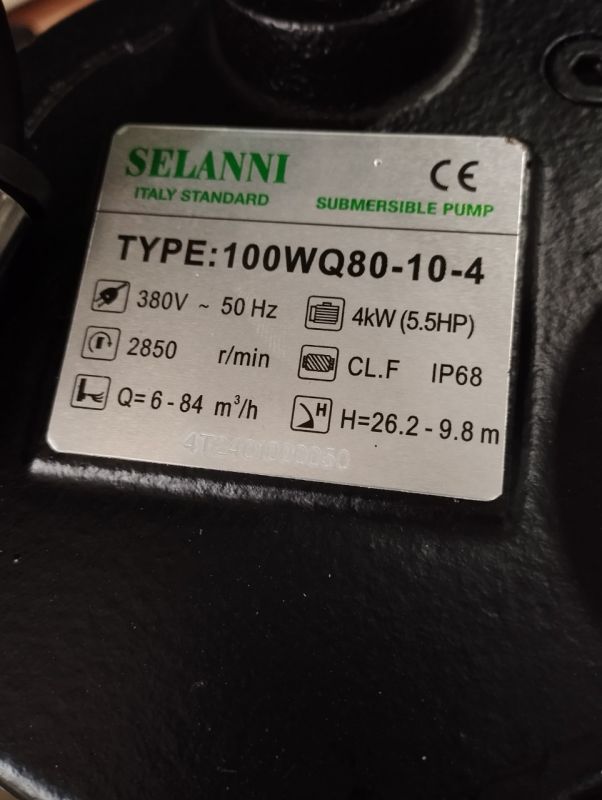 SELANNI
CE
ITALY STANDARD
SUBMERSIBLE PUMP
TYPE:100WQ80-10-4
380V ~ 50 Hz
4kW (5.5HP)
2850 r/min
CL.F IP68
Q= 6 - 84 m³/h
H
H=26.2 - 9.8 m